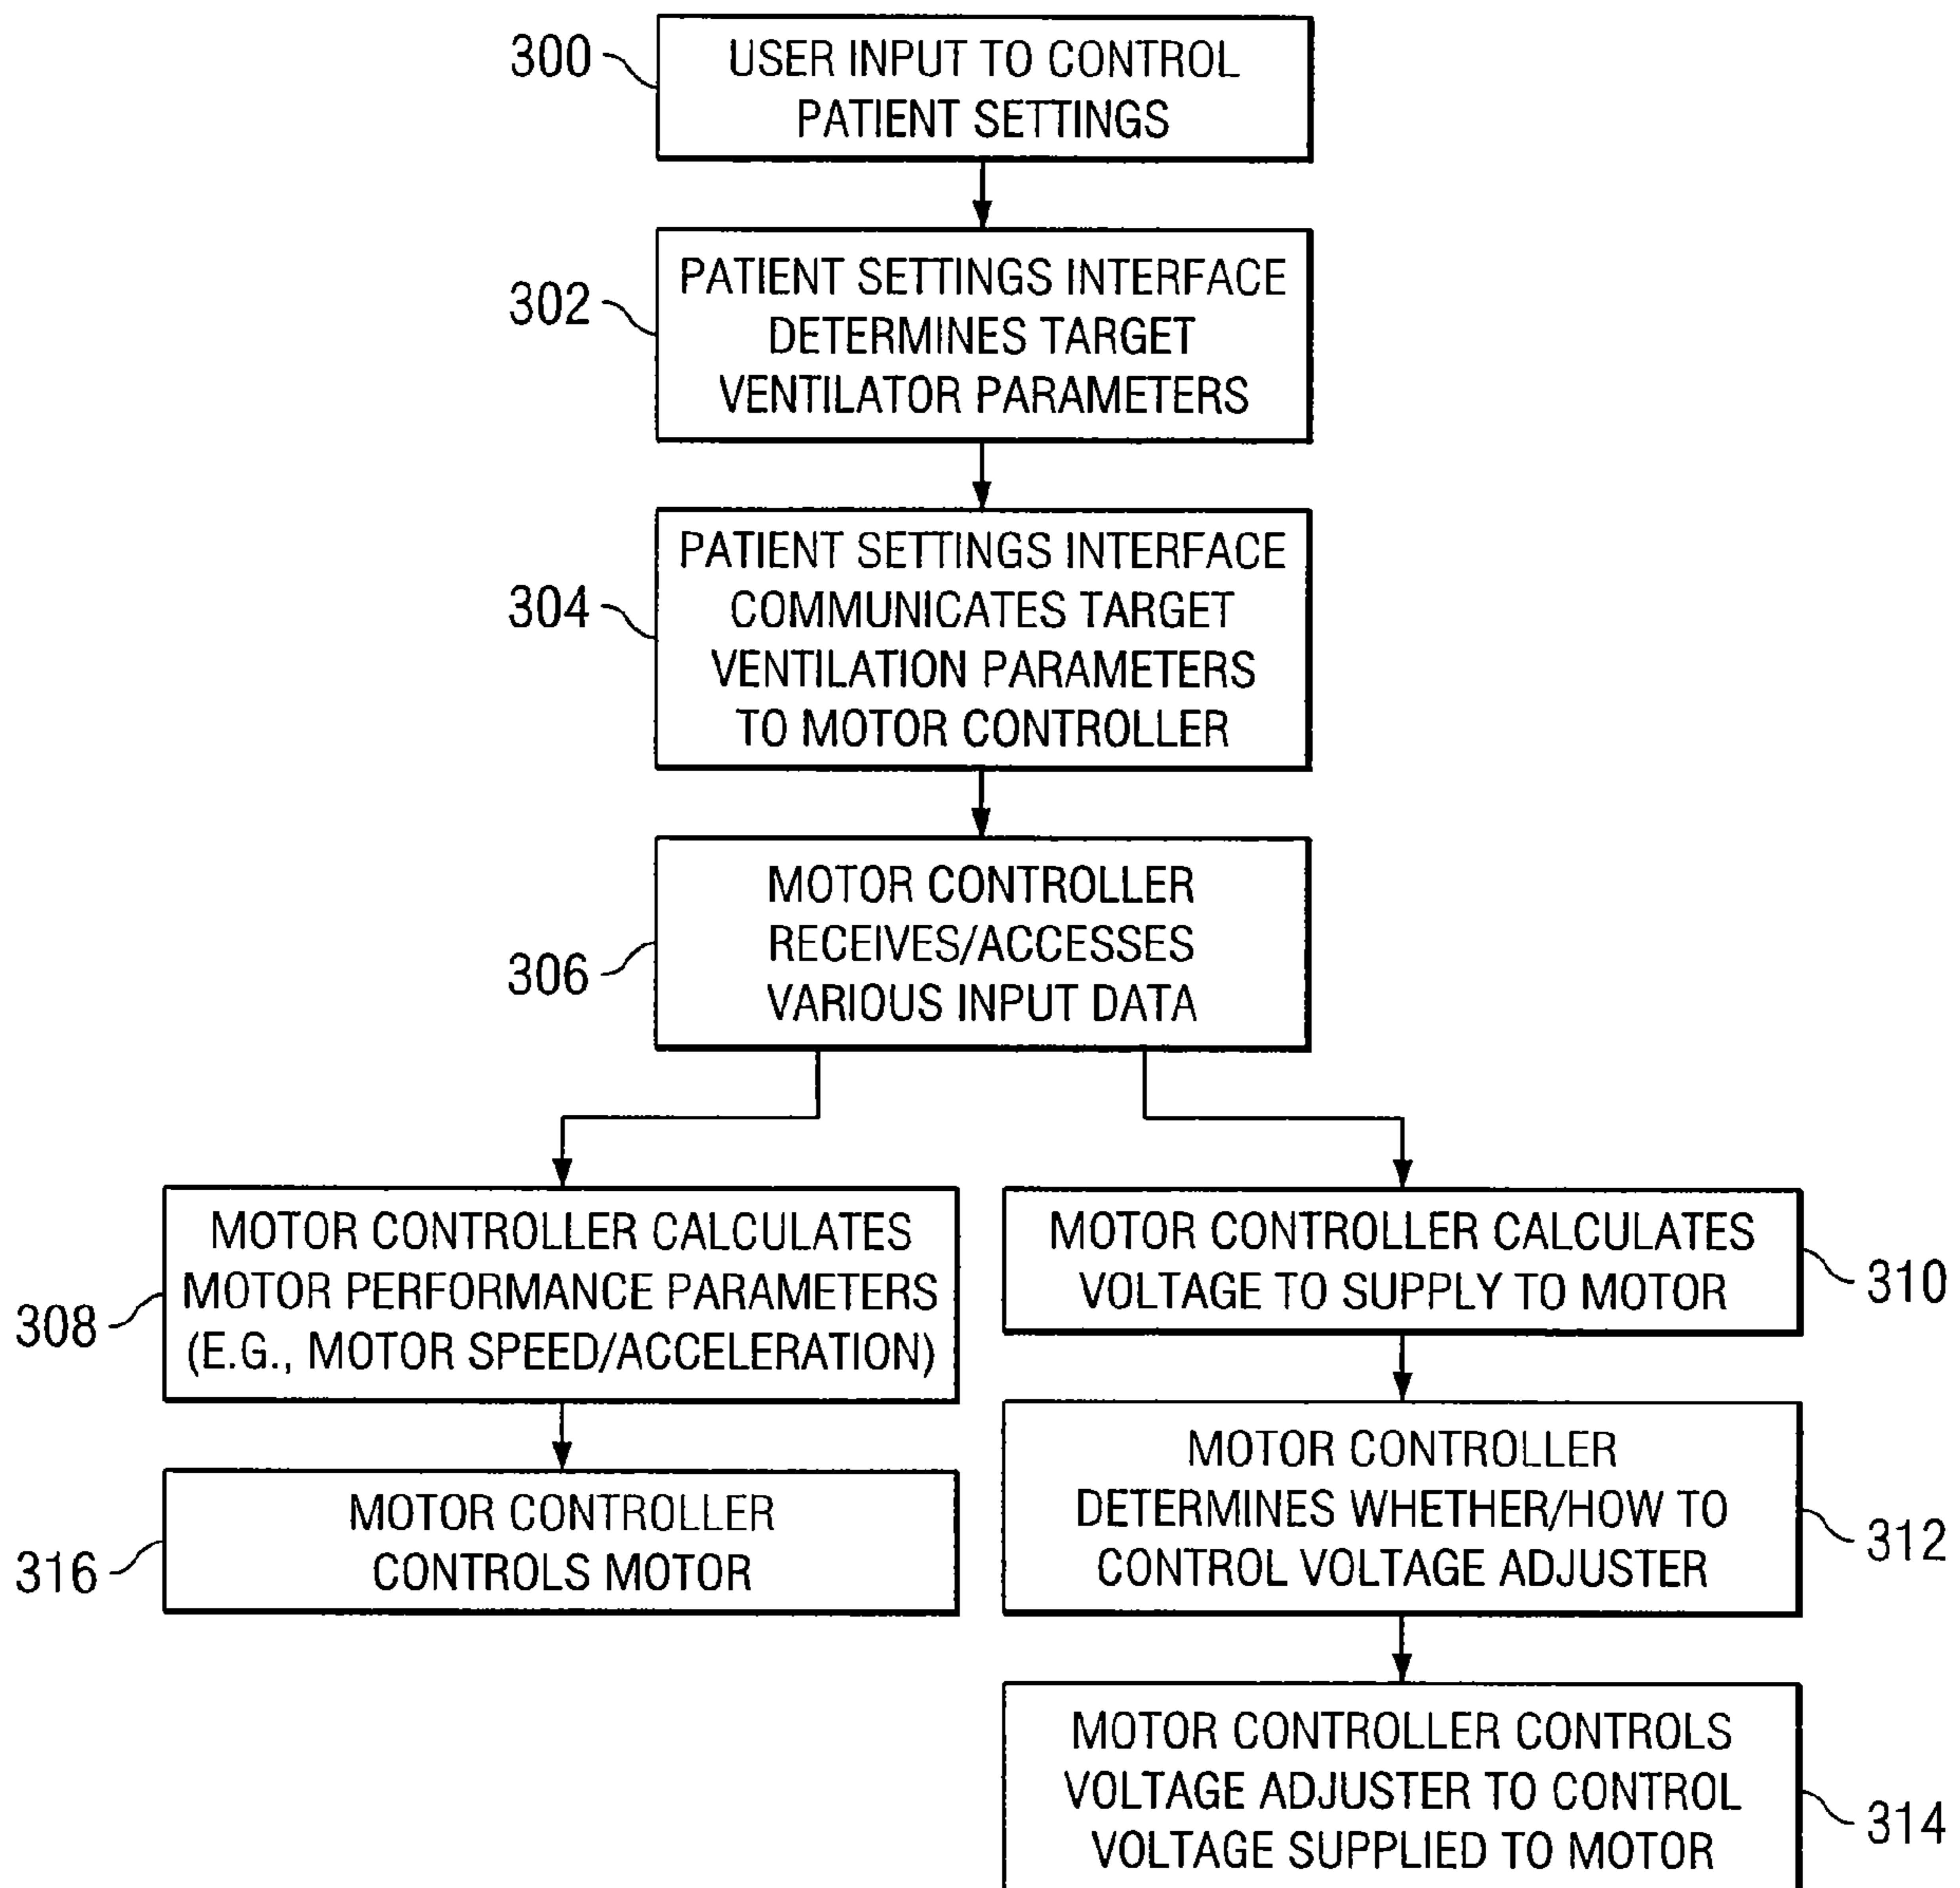 300
USER INPUT TO CONTROL
PATIENT SETTINGS
302
PATIENT SETTINGS INTERFACE
DETERMINES TARGET
VENTILATOR PARAMETERS
304
PATIENT SETTINGS INTERFACE
COMMUNICATES TARGET
VENTILATION PARAMETERS
TO MOTOR CONTROLLER
306
MOTOR CONTROLLER
RECEIVES/ACCESSES
VARIOUS INPUT DATA
308
MOTOR CONTROLLER CALCULATES
MOTOR PERFORMANCE PARAMETERS
(E.G., MOTOR SPEED/ACCELERATION)
316
MOTOR CONTROLLER
CONTROLS MOTOR
MOTOR CONTROLLER CALCULATES
VOLTAGE TO SUPPLY TO MOTOR
310
MOTOR CONTROLLER
DETERMINES WHETHER/HOW TO
CONTROL VOLTAGE ADJUSTER
312
MOTOR CONTROLLER CONTROLS
VOLTAGE ADJUSTER TO CONTROL
VOLTAGE SUPPLIED TO MOTOR
314